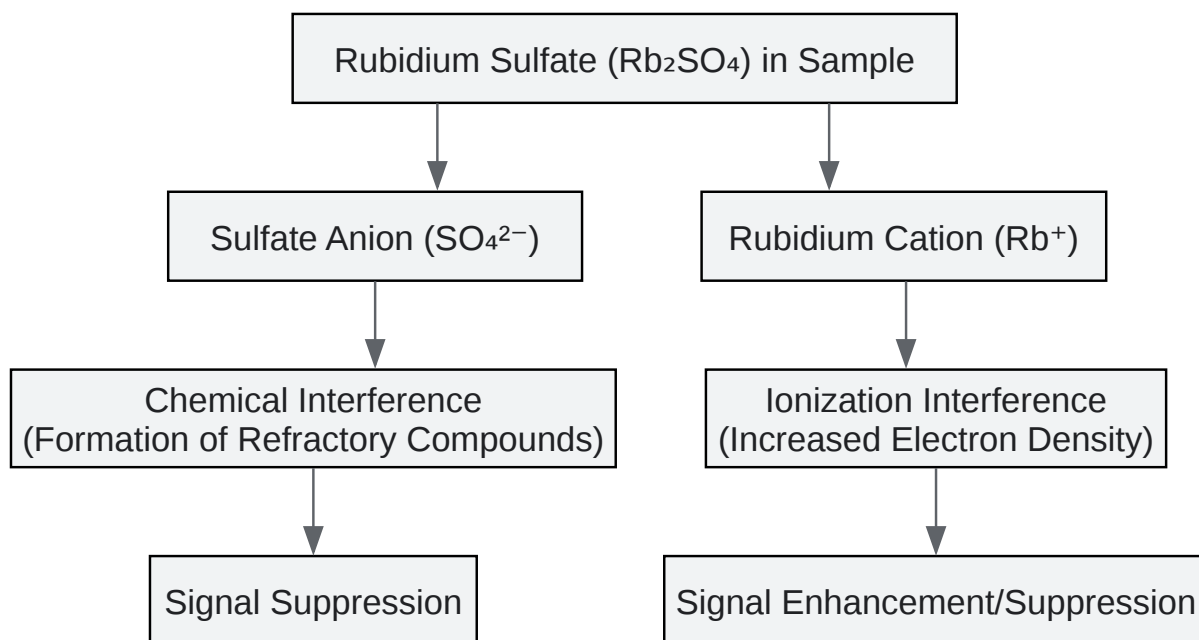 Rubidium Sulfate (Rb₂SO₄) in Sample
Sulfate Anion (SO₄²⁻)
Rubidium Cation (Rb⁺)
Chemical Interference
(Formation of Refractory Compounds)
Ionization Interference
(Increased Electron Density)
Signal Suppression
Signal Enhancement/Suppression